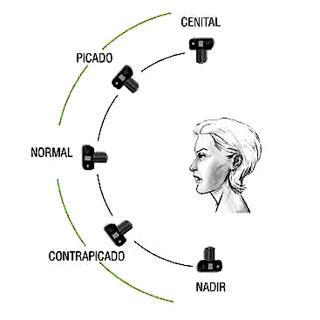 CENITAL
PICADO
NORMAL
CONTRAPICADO
NADIR